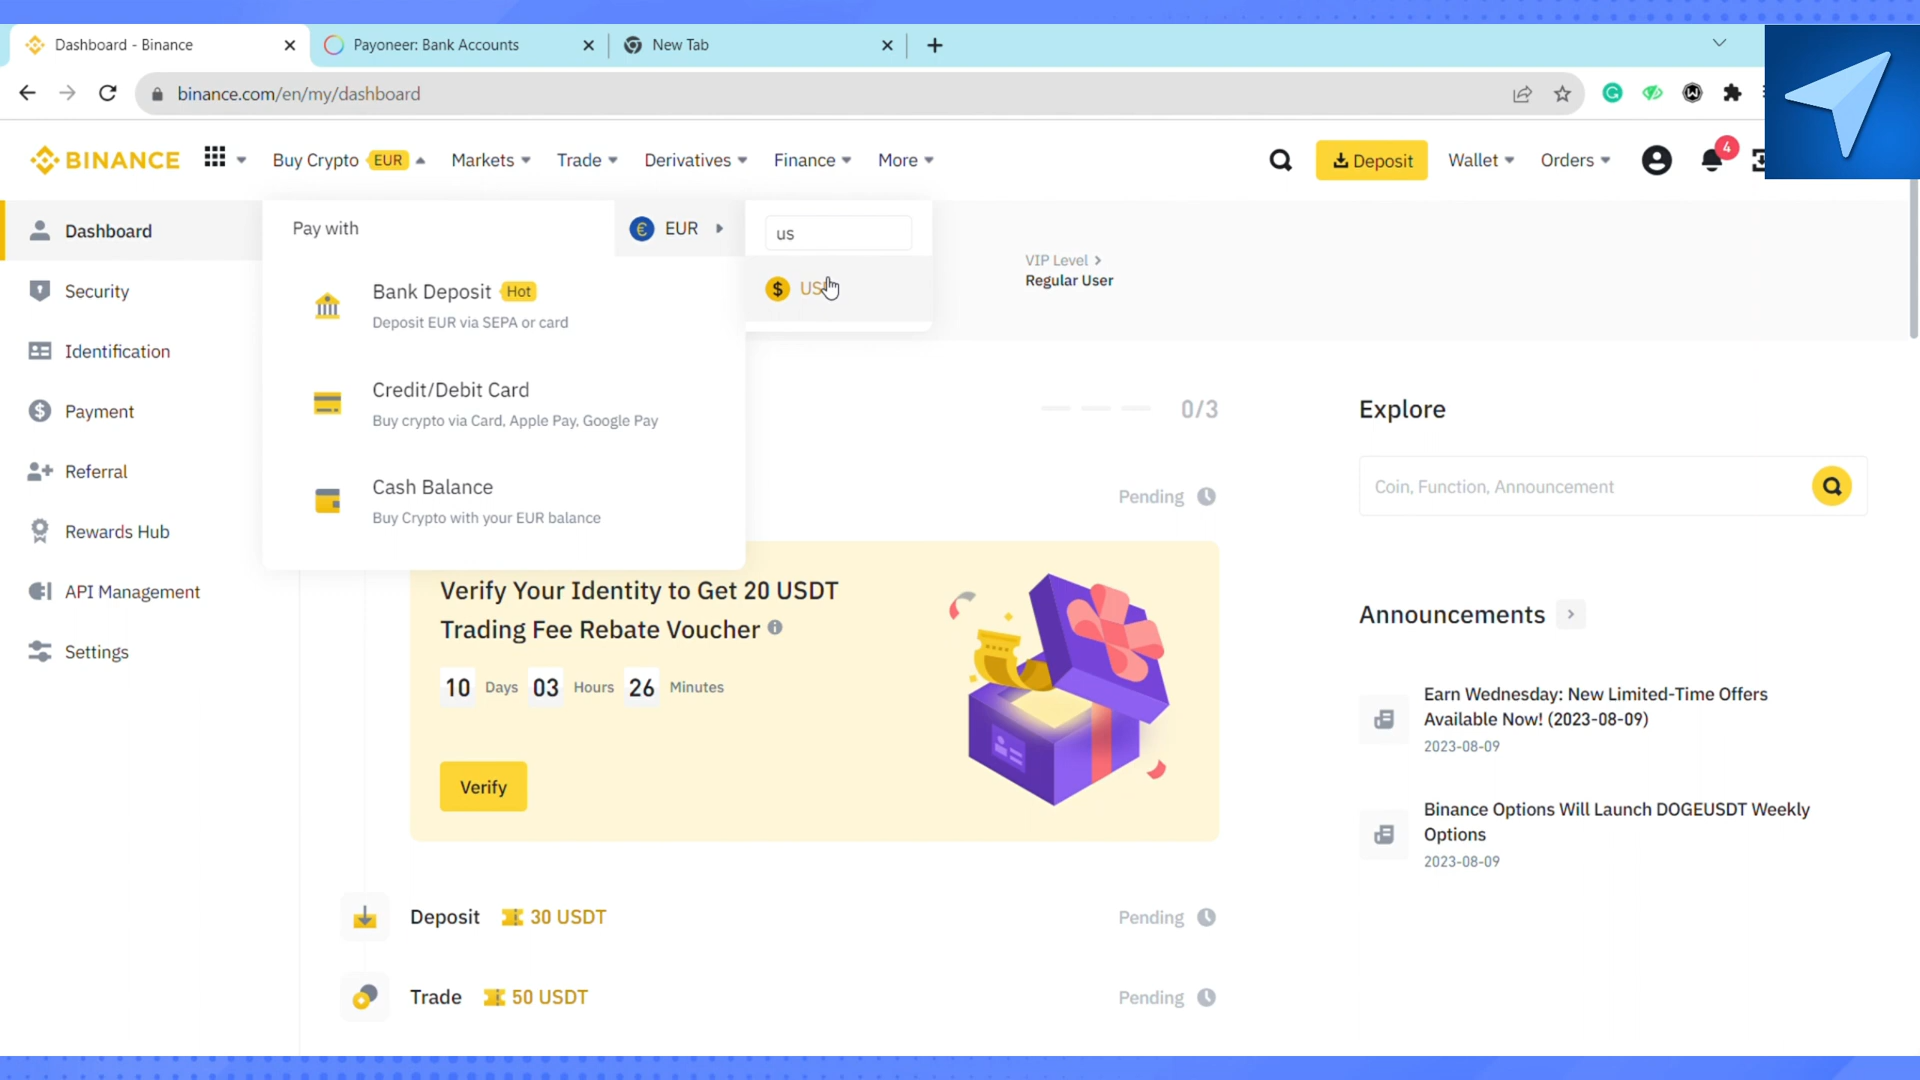 Dashboard - Binance
Payoneer: Bank Accounts
New Tab
binance.com/en/my/dashboard
BINANCE
Buy Crypto EUR
Markets
Trade
Derivatives
Finance
More
Deposit
Wallet
Orders
4
Dashboard
Security
Identification
Payment
Referral
Rewards Hub
API Management
Settings
Pay with
EUR
us
Bank Deposit Hot
Deposit EUR via SEPA or card
Credit/Debit Card
Buy crypto via Card, Apple Pay, Google Pay
Cash Balance
Buy Crypto with your EUR balance
VIP Level
Regular User
0/3
Pending
Verify Your Identity to Get 20 USDT
Trading Fee Rebate Voucher
10 Days 03 Hours 26 Minutes
Verify
Deposit 30 USDT
Pending
Trade 50 USDT
Pending
Explore
Coin, Function, Announcement
Announcements
Earn Wednesday: New Limited-Time Offers
Available Now! (2023-08-09)
2023-08-09
Binance Options Will Launch DOGEUSDT Weekly
Options
2023-08-09